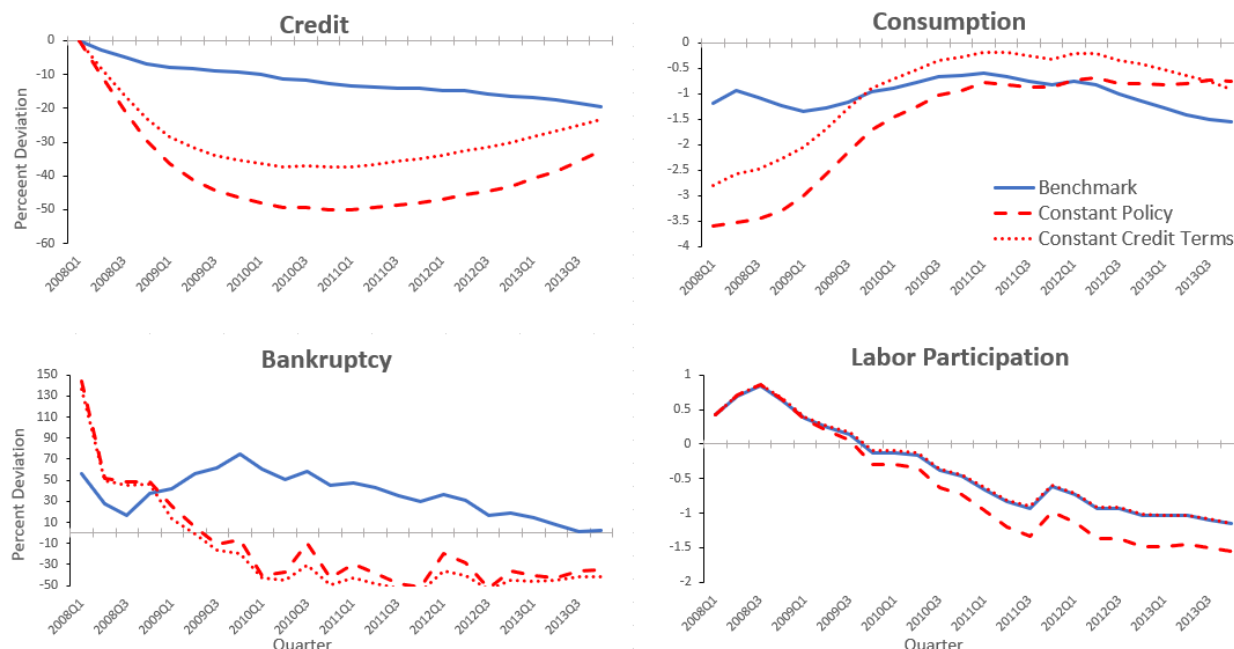 Credit
Perceent Deviation
0
-10
-20
-30
-40
-50
-60
2008Q1
2008Q3
2009Q1
2009Q3
2010Q1
2010Q3
2011Q1
2011Q3
2012Q1
2012Q3
2013Q1
2013Q3
Consumption
0
-0.5
-1
-1.5
-2
-2.5
-3
-3.5
-4
Benchmark
Constant Policy
Constant Credit Terms
2008Q1
2008Q3
2009Q1
2009Q3
2010Q1
2010Q3
2011Q1
2011Q3
2012Q1
2012Q3
2013Q1
2013Q3
Bankruptcy
Percent Deviation
150
130
110
90
70
50
30
10
-10
-30
-50
2008Q1
2008Q3
2009Q1
2009Q3
2010Q1
2010Q3
2011Q1
2011Q3
2012Q1
2012Q3
2013Q1
2013Q3
Quarter
Labor Participation
1
0.5
0
-0.5
-1
-1.5
-2
2008Q1
2008Q3
2009Q1
2009Q3
2010Q1
2010Q3
2011Q1
2011Q3
2012Q1
2012Q3
2013Q1
2013Q3
Quarter